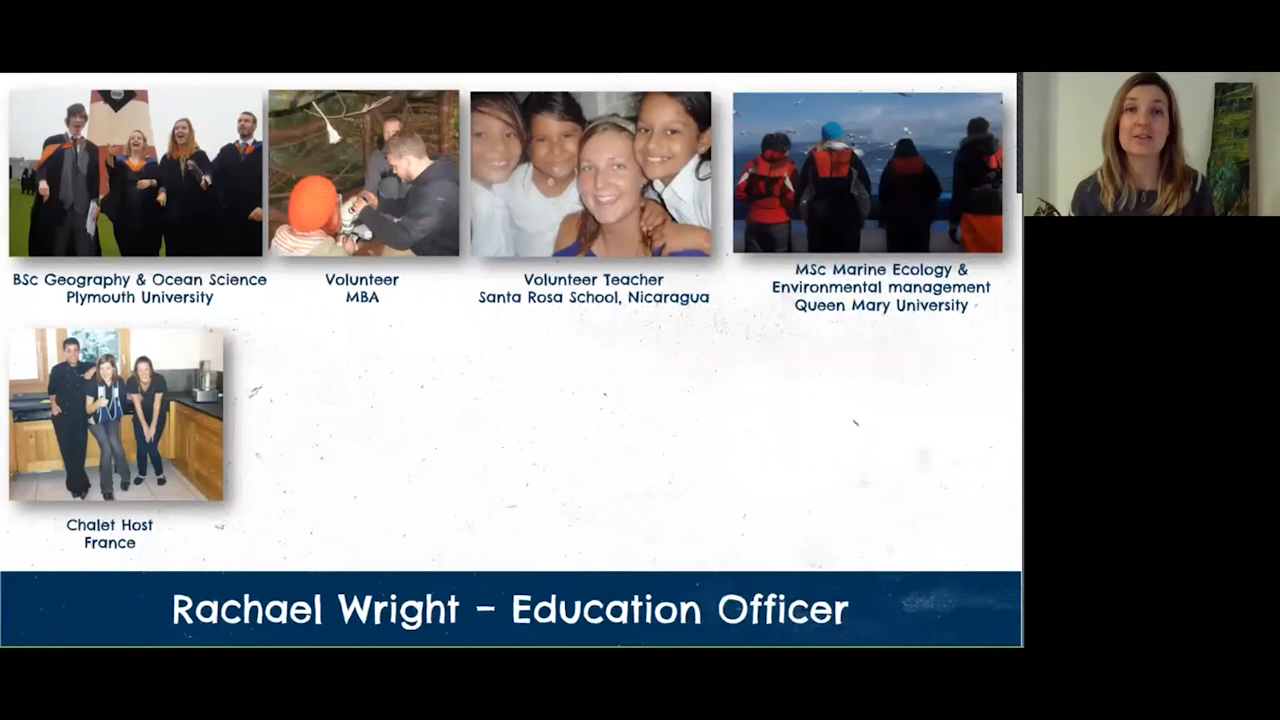 BSc Geography & Ocean Science
Plymouth University
Volunteer
MBA
Volunteer Teacher
Santa Rosa School, Nicaragua
MSc Marine Ecology &
Environmental management
Queen Mary University
Chalet Host
France
Rachael Wright – Education Officer